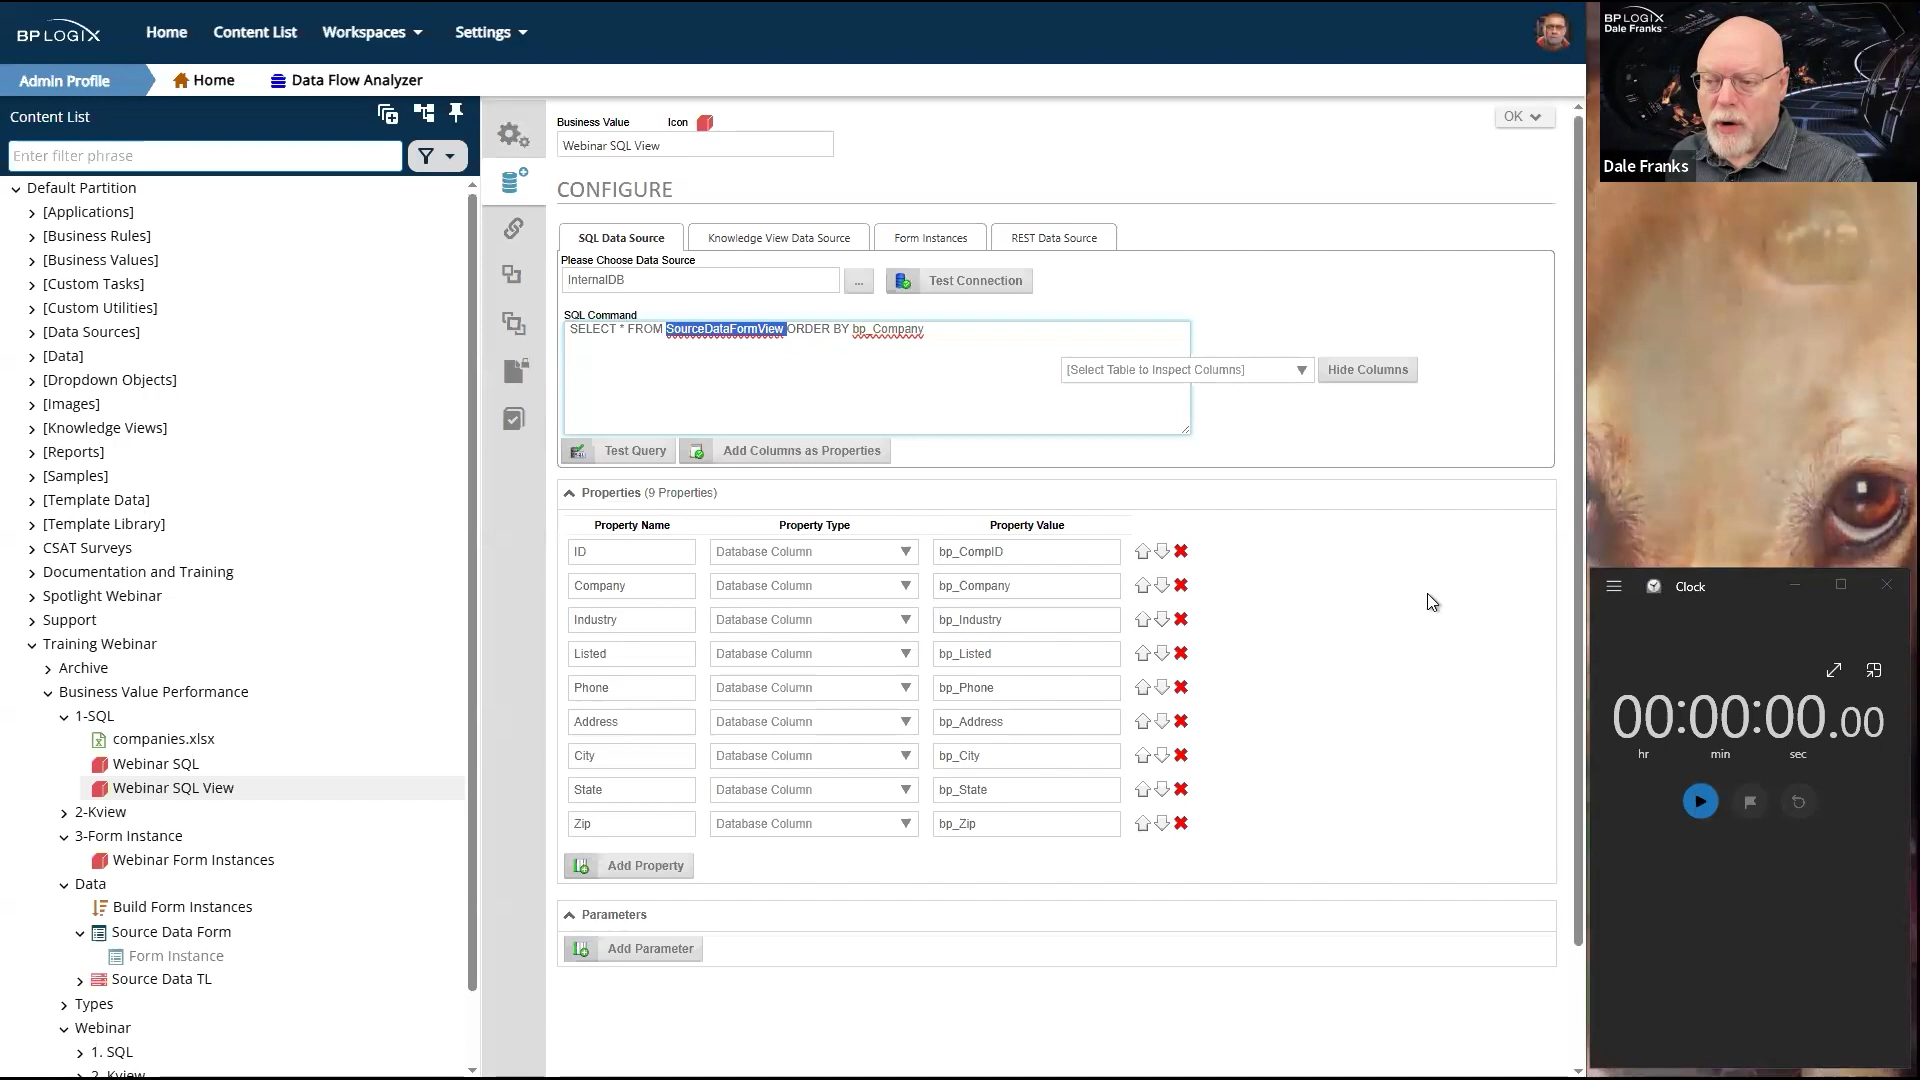 BP LOGIX
Home
Content List
Workspaces
Settings
BP LOGIX
Dale Franks
Dale Franks
Admin Profile
Home
Data Flow Analyzer
Content List
Enter filter phrase
Default Partition
[Applications]
[Business Rules]
[Business Values]
[Custom Tasks]
[Custom Utilities]
[Data Sources]
[Data]
[Dropdown Objects]
[Images]
[Knowledge Views]
[Reports]
[Samples]
[Template Data]
[Template Library]
CSAT Surveys
Documentation and Training
Spotlight Webinar
Support
Training Webinar
Archive
Business Value Performance
1-SQL
companies.xlsx
Webinar SQL
Webinar SQL View
2-Kview
3-Form Instance
Webinar Form Instances
Data
Build Form Instances
Source Data Form
Form Instance
Source Data TL
Types
Webinar
1. SQL
2. Kview
Business Value Icon
OK
Webinar SQL View
CONFIGURE
SQL Data Source
Knowledge View Data Source
Form Instances
REST Data Source
Please Choose Data Source
InternalDB
...
Test Connection
SQL Command
SELECT * FROM SourceDataFormView ORDER BY bp_Company
[Select Table to Inspect Columns]
Hide Columns
Test Query
Add Columns as Properties
Properties (9 Properties)
Property Name Property Type Property Value
ID Database Column bp_CompID
Company Database Column bp_Company
Industry Database Column bp_Industry
Listed Database Column bp_Listed
Phone Database Column bp_Phone
Address Database Column bp_Address
City Database Column bp_City
State Database Column bp_State
Zip Database Column bp_Zip
Add Property
Parameters
Add Parameter
Clock
00:00:00.00
hr min sec